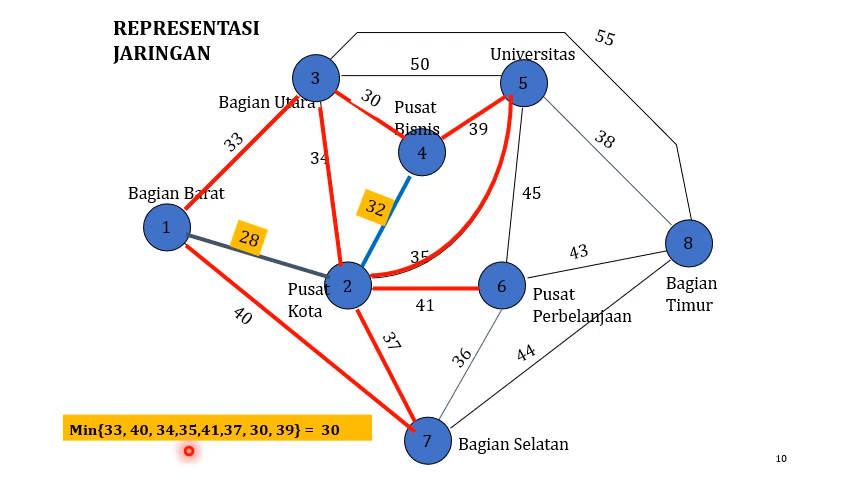 REPRESENTASI
JARINGAN
55
Universitas
50
3
5
30
Bagian Utara
Pusat
Bisnis
39
33
34
4
38
Bagian Barat
45
32
1
28
8
35
43
2
6
Pusat
Kota
Pusat
Perbelanjaan
Bagian
Timur
41
40
37
36
44
Min{33, 40, 34,35,41,37, 30, 39} = 30
7
Bagian Selatan
10